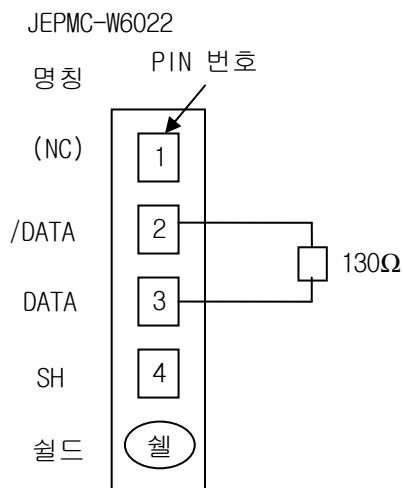 JEPMC-W6022
명칭 PIN 번호
(NC) 1
/DATA 2
130Ω
DATA 3
SH 4
쉴드 쉘